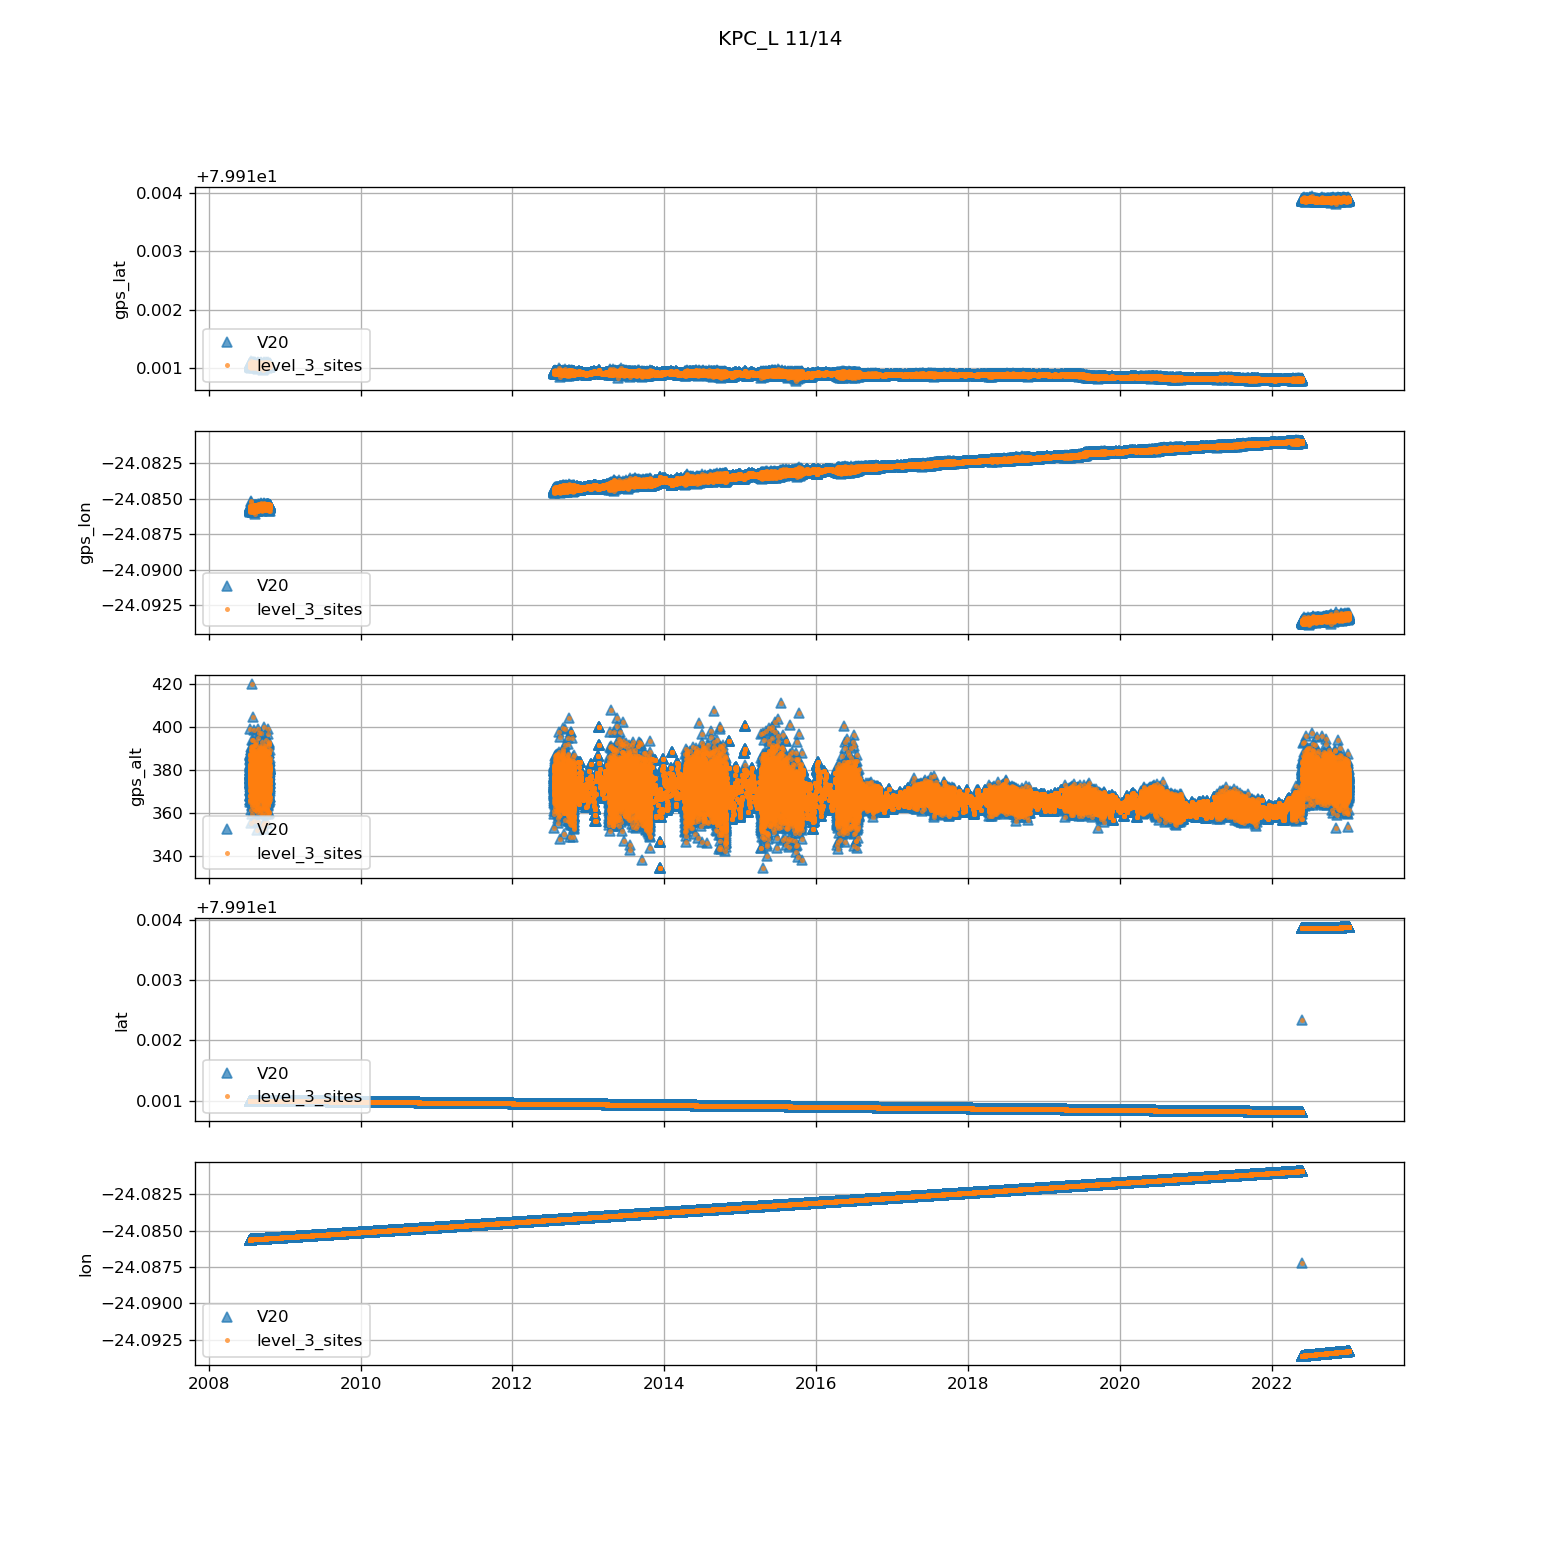 KPC_L 11/14
+7.991e1
0.004
0.003
0.002
0.001
gps_lat
V20
level_3_sites
−24.0825
−24.0850
−24.0875
−24.0900
−24.0925
gps_lon
V20
level_3_sites
420
400
380
360
340
gps_alt
V20
level_3_sites
+7.991e1
0.004
0.003
0.002
0.001
lat
V20
level_3_sites
−24.0825
−24.0850
−24.0875
−24.0900
−24.0925
lon
V20
level_3_sites
2008 2010 2012 2014 2016 2018 2020 2022